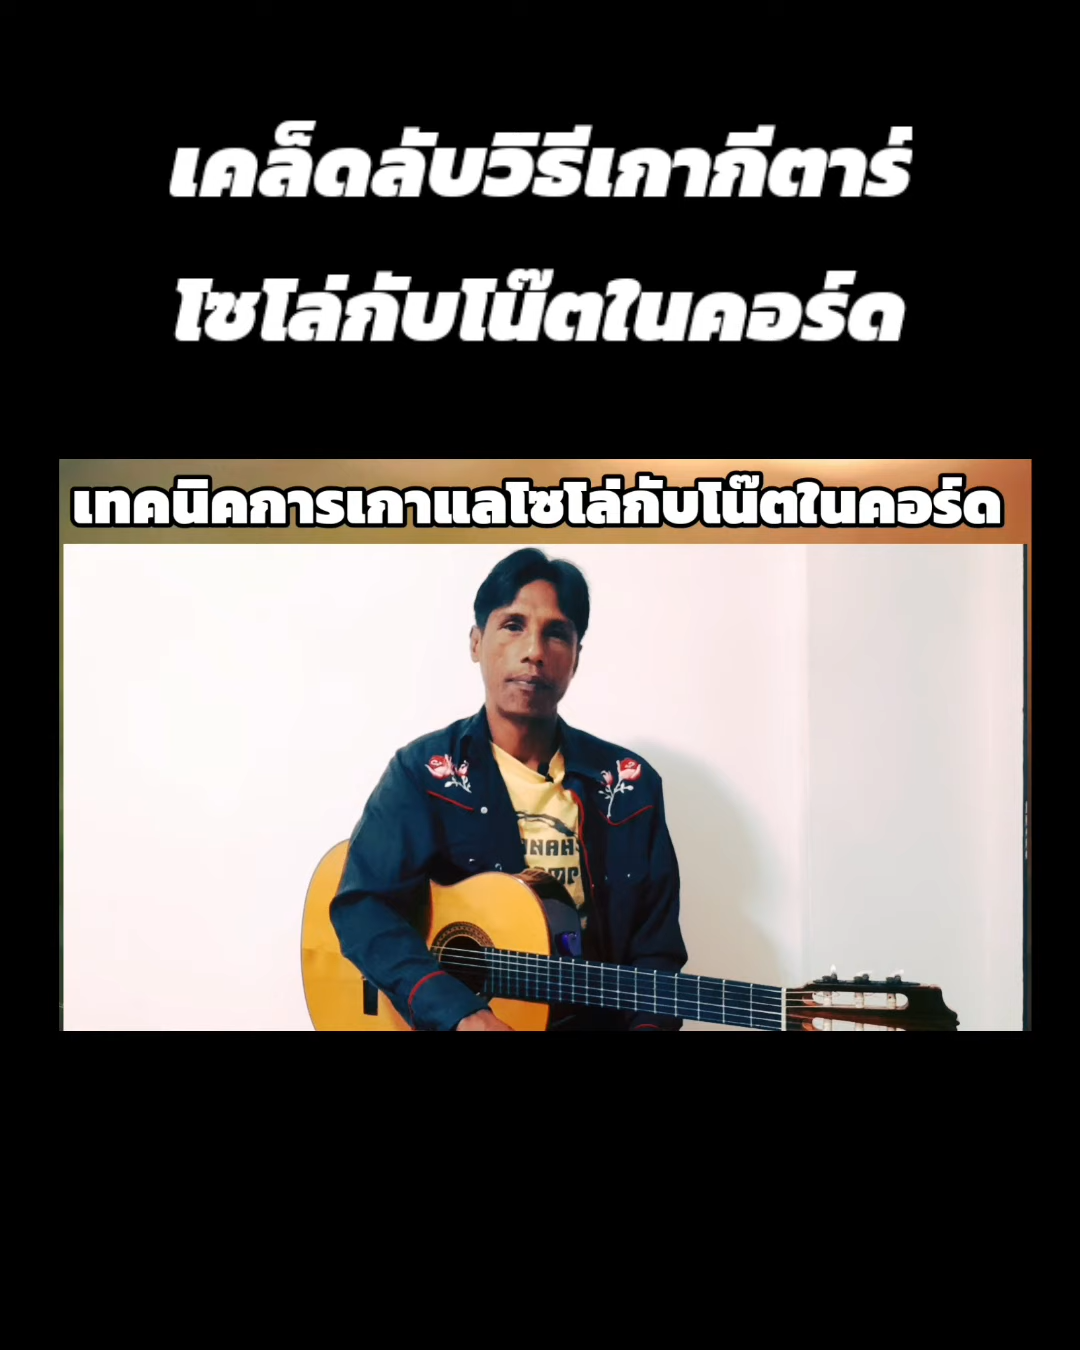 เคล็ดลับวิธีเกากีตาร์
โซโล่กับโน๊ตในคอร์ด
เทคนิคการเกาแลโซโล่กับโน๊ตในคอร์ด